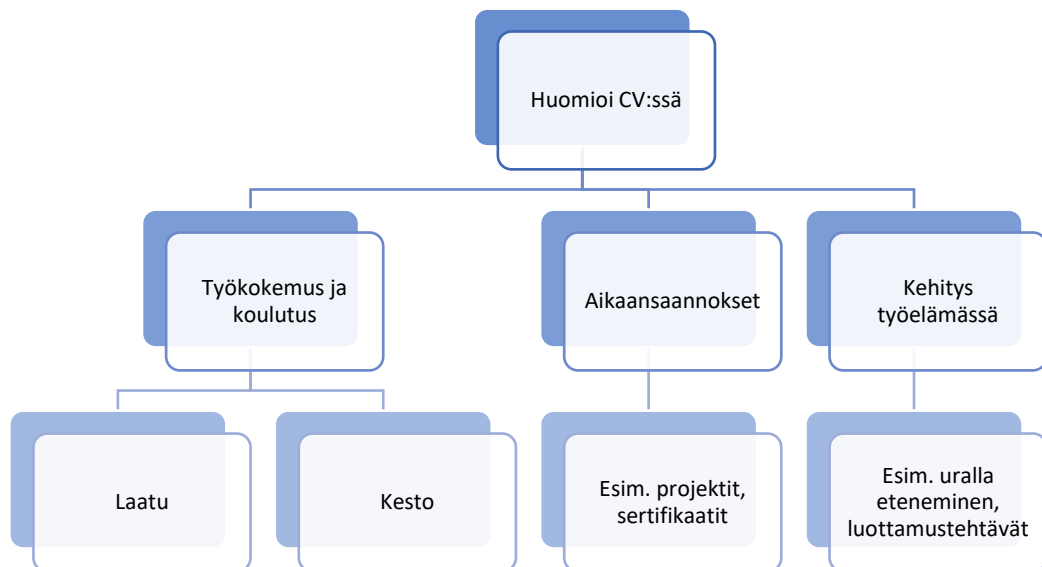 Huomioi CV:ssä
Työkokemus ja
koulutus
Aikaansaannokset
Kehitys
työelämässä
Laatu
Kesto
Esim. projektit,
sertifikaatit
Esim. uralla
eteneminen,
luottamustehtävät